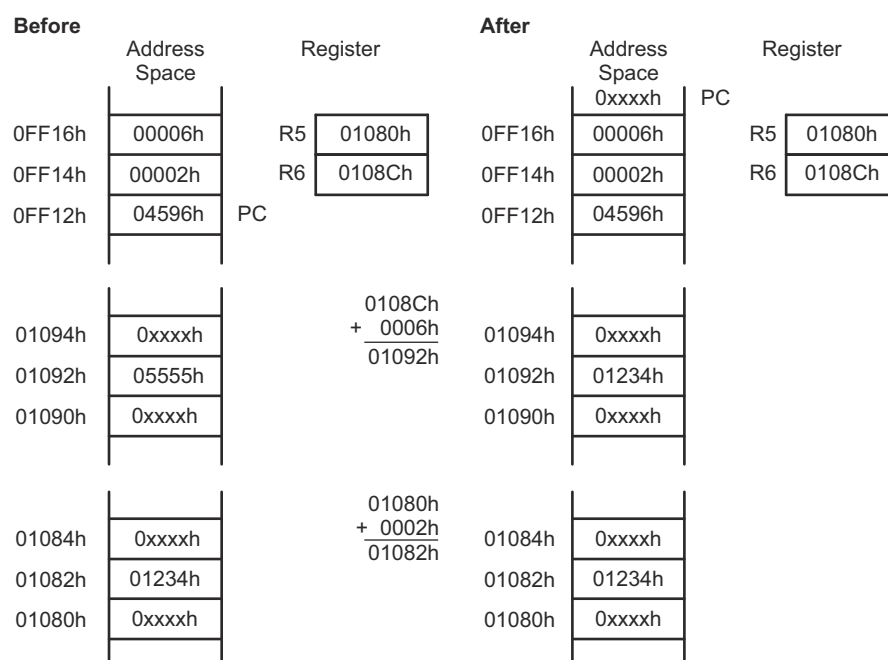 Before
Address Space
Register
0FF16h 00006h R5 01080h
0FF14h 00002h R6 0108Ch
0FF12h 04596h PC
0108Ch
+ 0006h
01092h
01094h 0xxxxh
01092h 05555h
01090h 0xxxxh
01080h
+ 0002h
01082h
01084h 0xxxxh
01082h 01234h
01080h 0xxxxh
After
Address Space
Register
0xxxxh PC
0FF16h 00006h R5 01080h
0FF14h 00002h R6 0108Ch
0FF12h 04596h
01094h 0xxxxh
01092h 01234h
01090h 0xxxxh
01084h 0xxxxh
01082h 01234h
01080h 0xxxxh